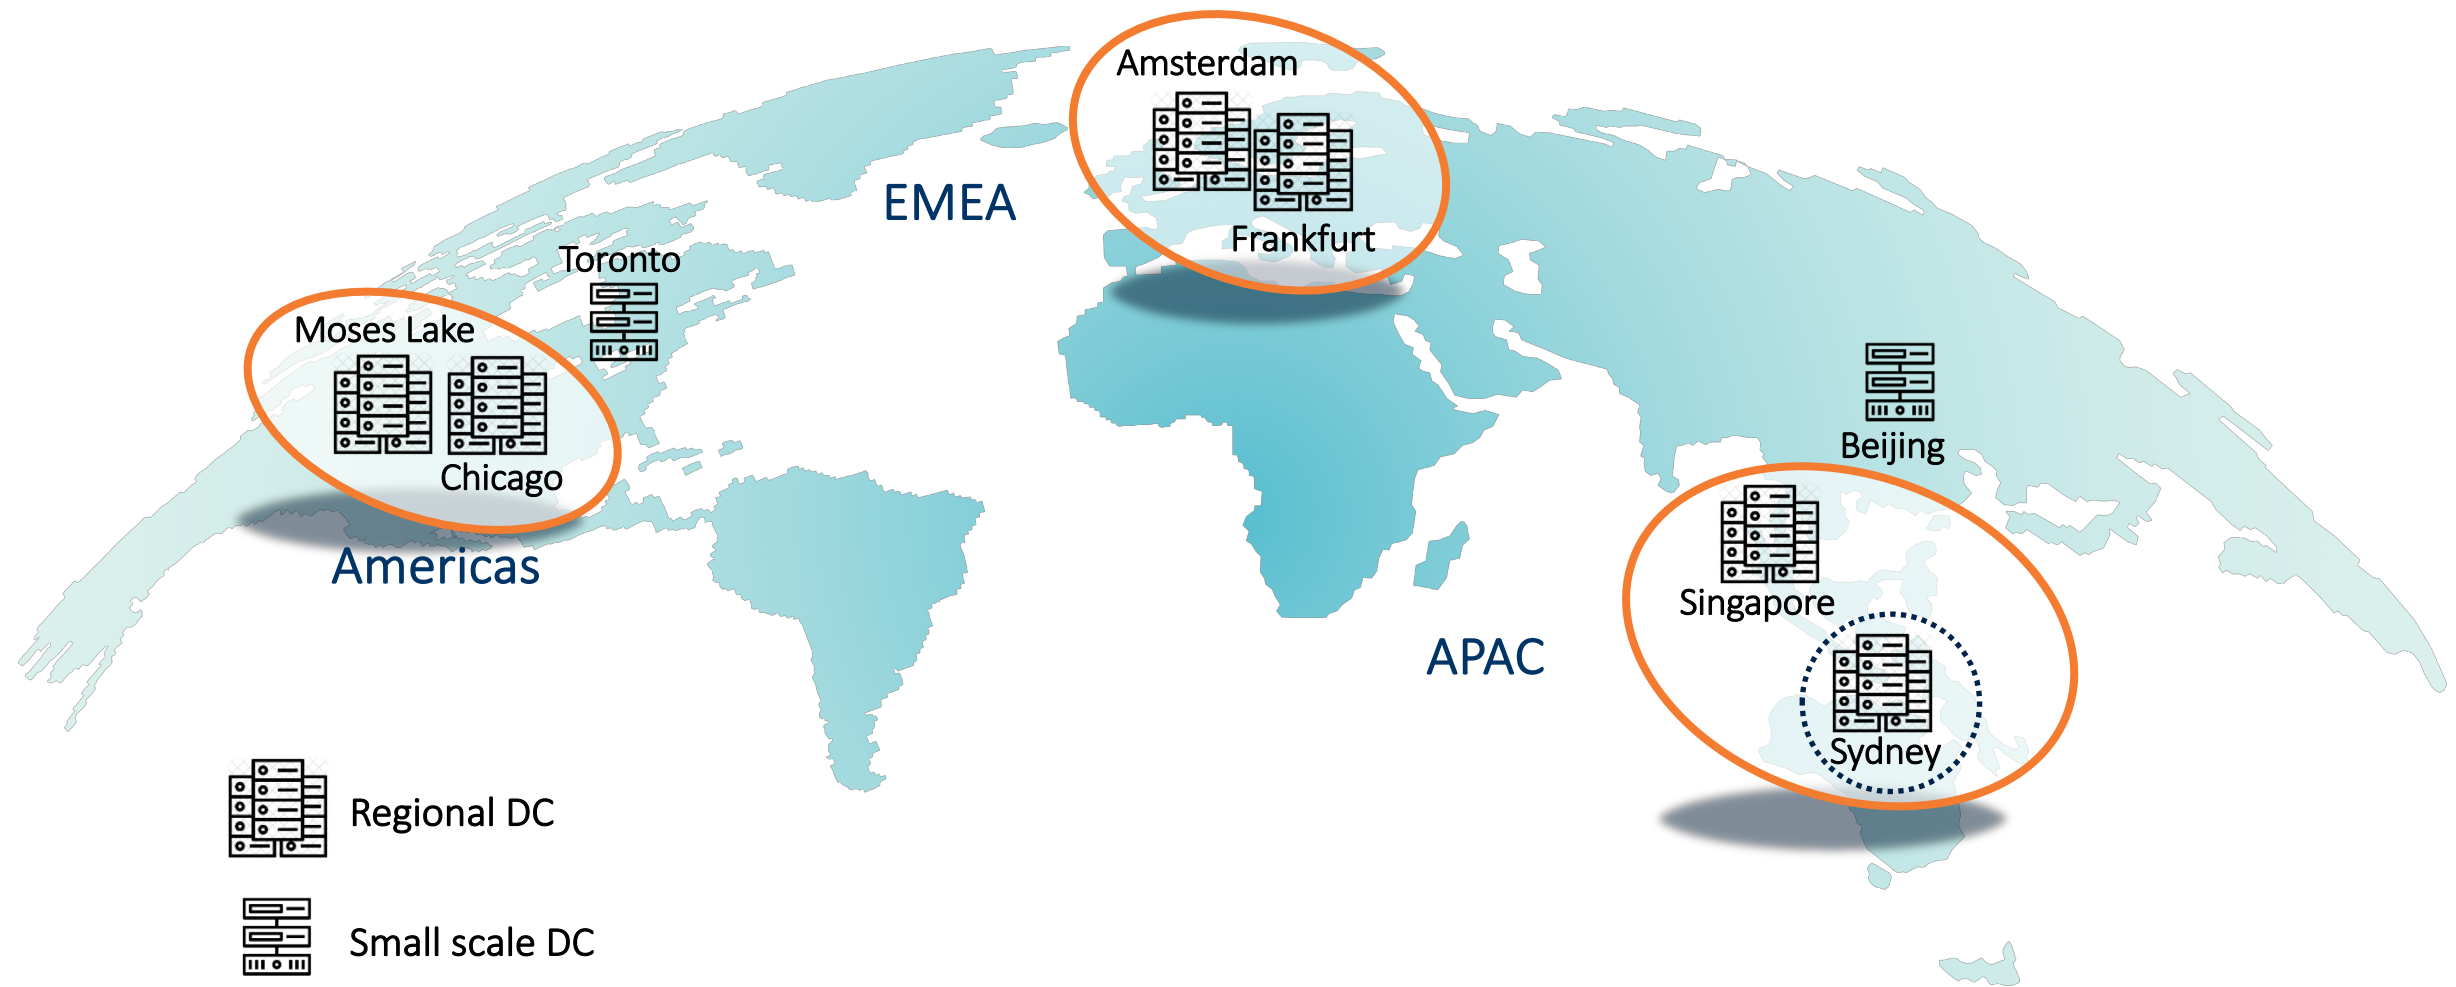 Amsterdam
EMEA
Frankfurt
Toronto
Moses Lake
Chicago
Americas
Beijing
Singapore
APAC
Sydney
Regional DC
Small scale DC